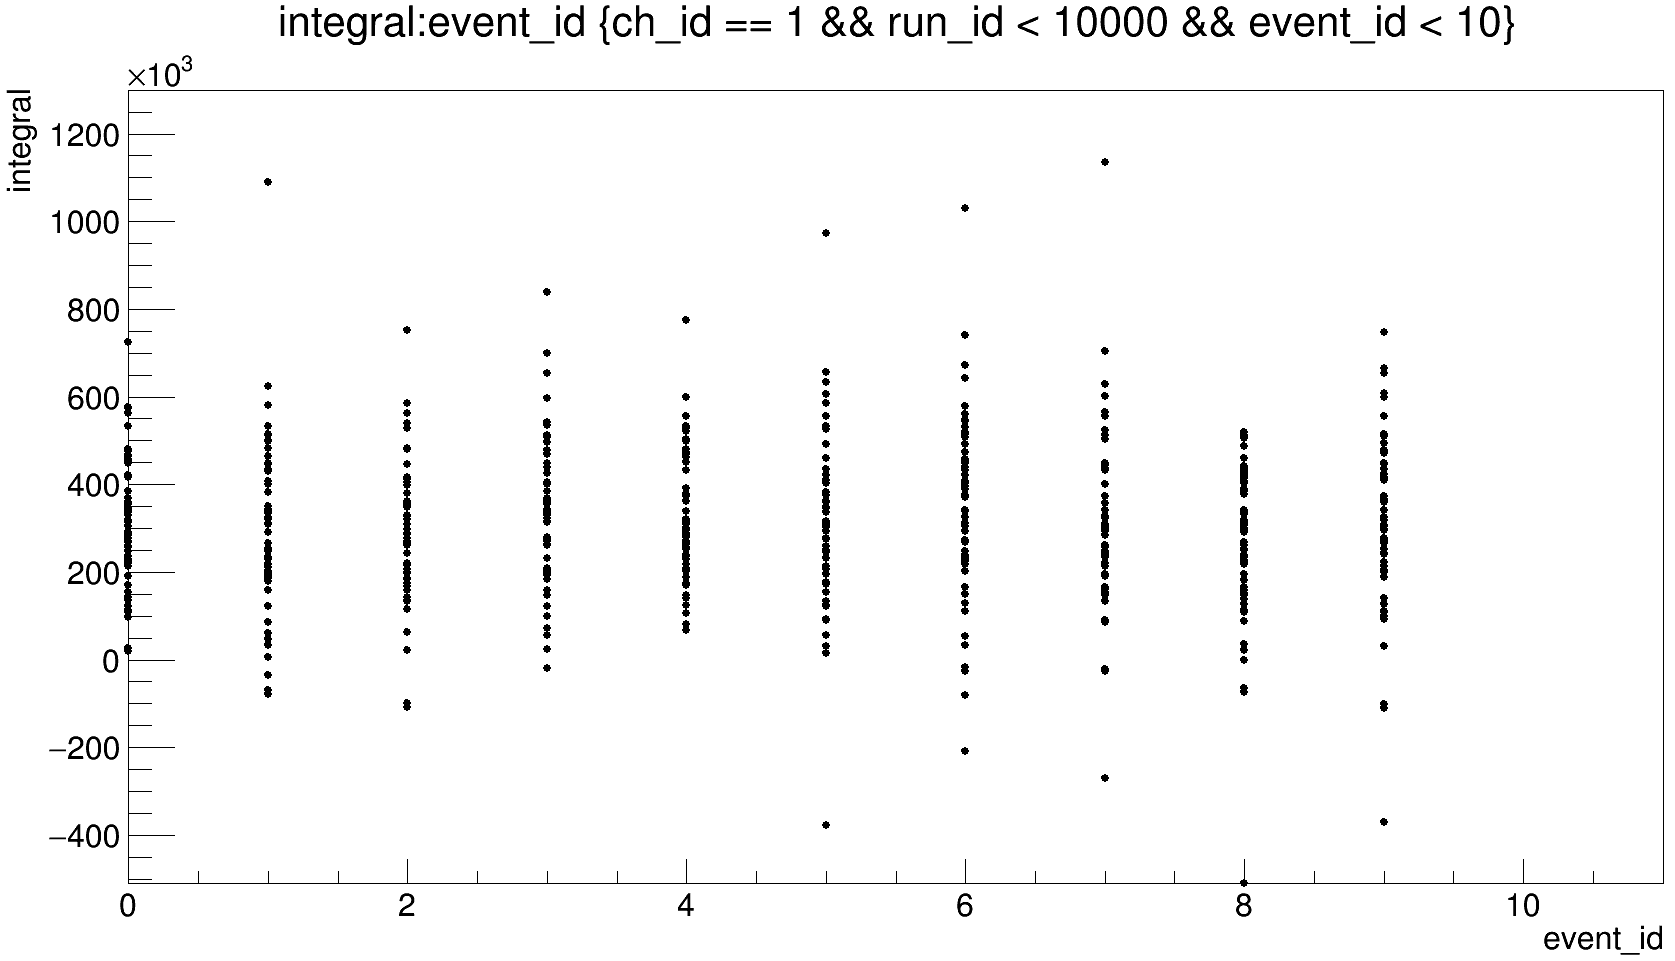 integral:event_id {ch_id == 1 && run_id < 10000 && event_id < 10}
×10³
integral
1200
1000
800
600
400
200
0
−200
−400
0 2 4 6 8 10
event_id